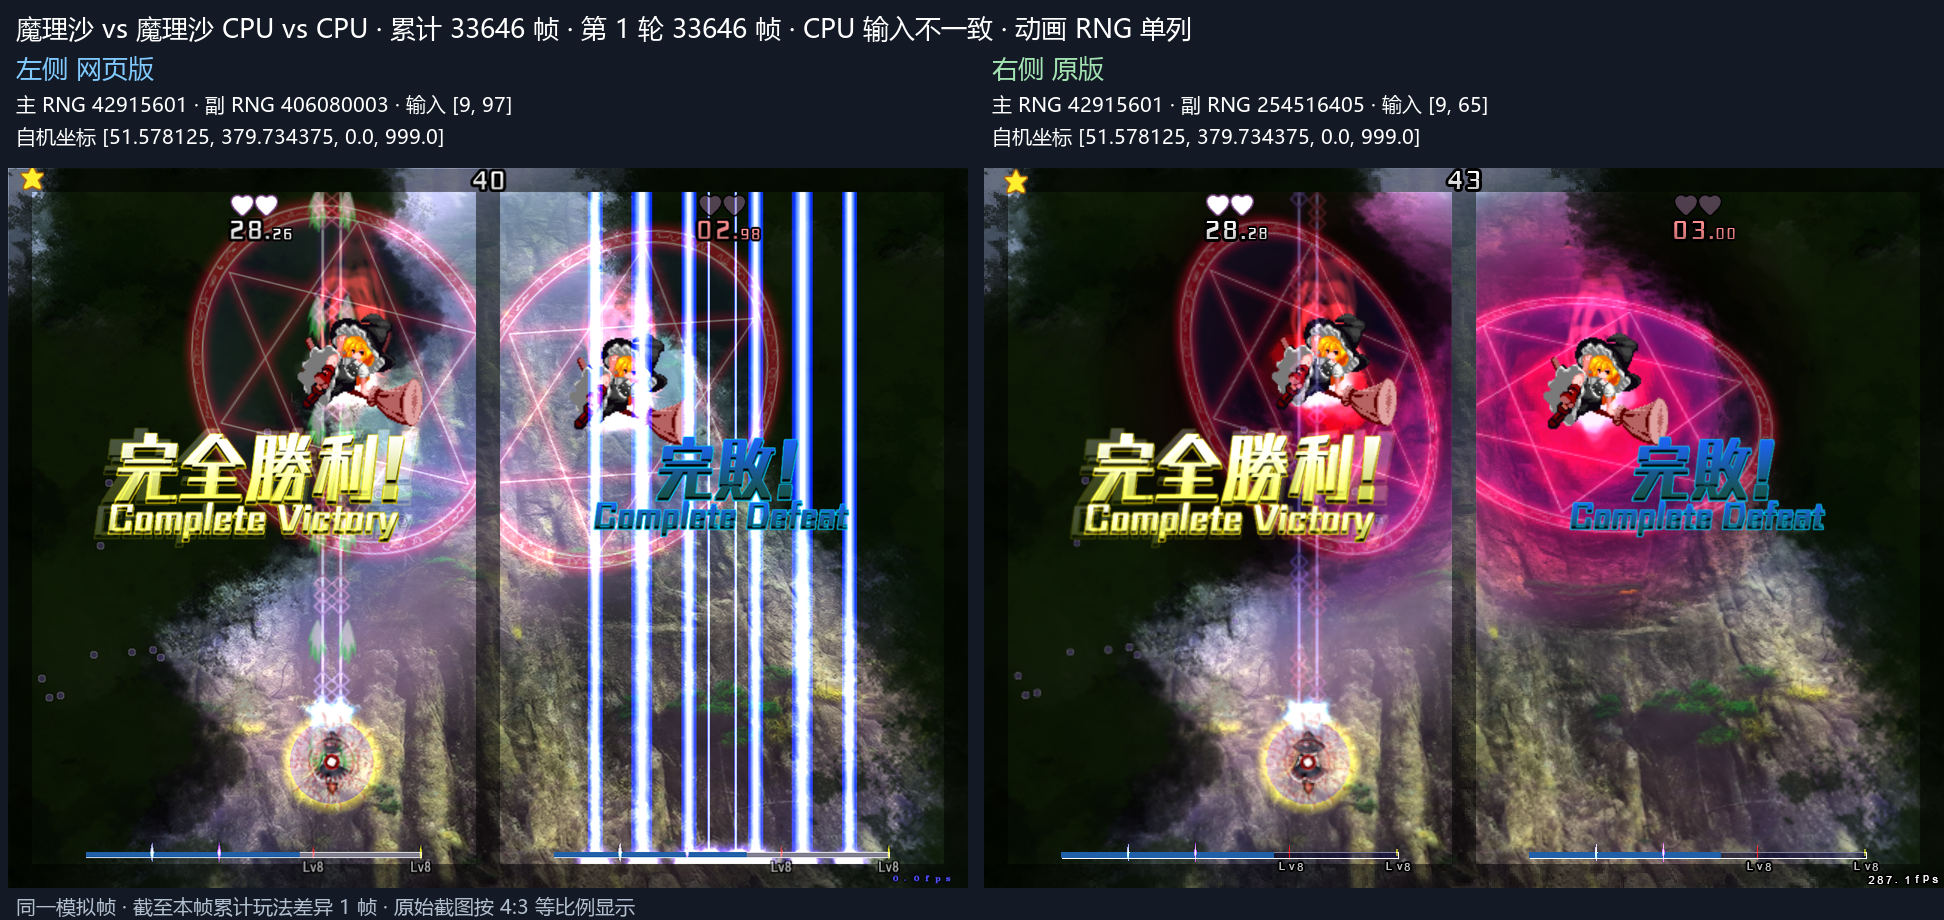 魔理沙 vs 魔理沙 CPU vs CPU · 累计 33646 帧 · 第 1 轮 33646 帧 · CPU 输入不一致 · 动画 RNG 单列
左侧 网页版
主 RNG 42915601 · 副 RNG 406080003 · 输入 [9, 97]
自机坐标 [51.578125, 379.734375, 0.0, 999.0]
右侧 原版
主 RNG 42915601 · 副 RNG 254516405 · 输入 [9, 65]
自机坐标 [51.578125, 379.734375, 0.0, 999.0]
40
28.26
02.98
完全勝利!
Complete Victory
完敗!
Complete Defeat
Lv8
Lv8
Lv8
Lv8
0.0fps
43
28.28
03.00
完全勝利!
Complete Victory
完敗!
Complete Defeat
Lv8
Lv8
Lv8
Lv8
287.1fps
同一模拟帧 · 截至本帧累计玩法差异 1 帧 · 原始截图按 4:3 等比例显示